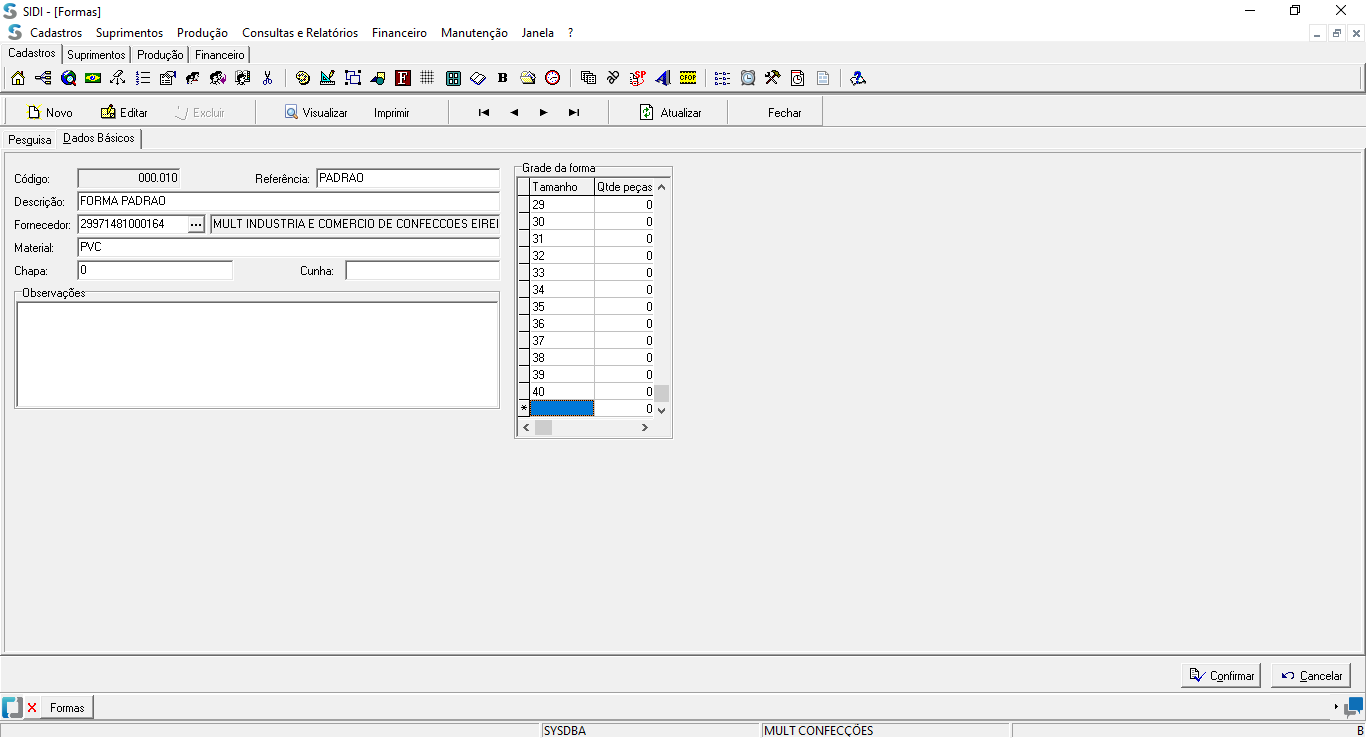 SIDI - [Formas]
Cadastros Suprimentos Produção Consultas e Relatórios Financeiro Manutenção Janela ?
Cadastros Suprimentos Produção Financeiro
F B SP CFOP
Novo Editar Excluir Visualizar Imprimir Atualizar Fechar
Pesquisa Dados Básicos
Código: 000.010 Referência: PADRAO
Descrição: FORMA PADRAO
Fornecedor: 29971481000164 ... MULT INDUSTRIA E COMERCIO DE CONFECCOES EIREI
Material: PVC
Chapa: 0 Cunha:
Observações
Grade da forma
Tamanho Qtde peças
29 0
30 0
31 0
32 0
33 0
34 0
35 0
36 0
37 0
38 0
39 0
40 0
* 0
Confirmar Cancelar
Formas
SYSDBA MULT CONFECÇÕES B